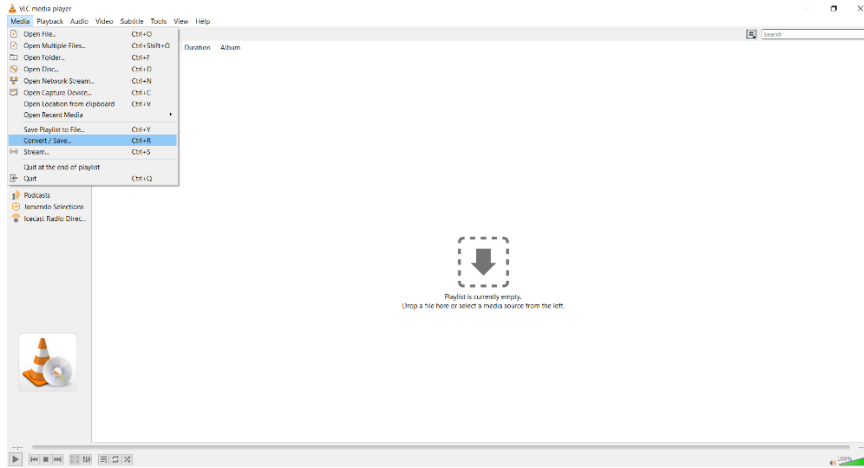 VLC media player
Media Playback Audio Video Subtitle Tools View Help
Open File... Ctrl+O
Open Multiple Files... Ctrl+Shift+O
Open Folder... Ctrl+F
Open Disc... Ctrl+D
Open Network Stream... Ctrl+N
Open Capture Device... Ctrl+C
Open Location from clipboard Ctrl+V
Open Recent Media
Save Playlist to File... Ctrl+Y
Convert / Save... Ctrl+R
Stream... Ctrl+S
Quit at the end of playlist
Quit Ctrl+Q
Search
Duration Album
Podcasts
Jamendo Selections
Icecast Radio Direc...
Playlist is currently empty.
Drop a file here or select a media source from the left.
100%